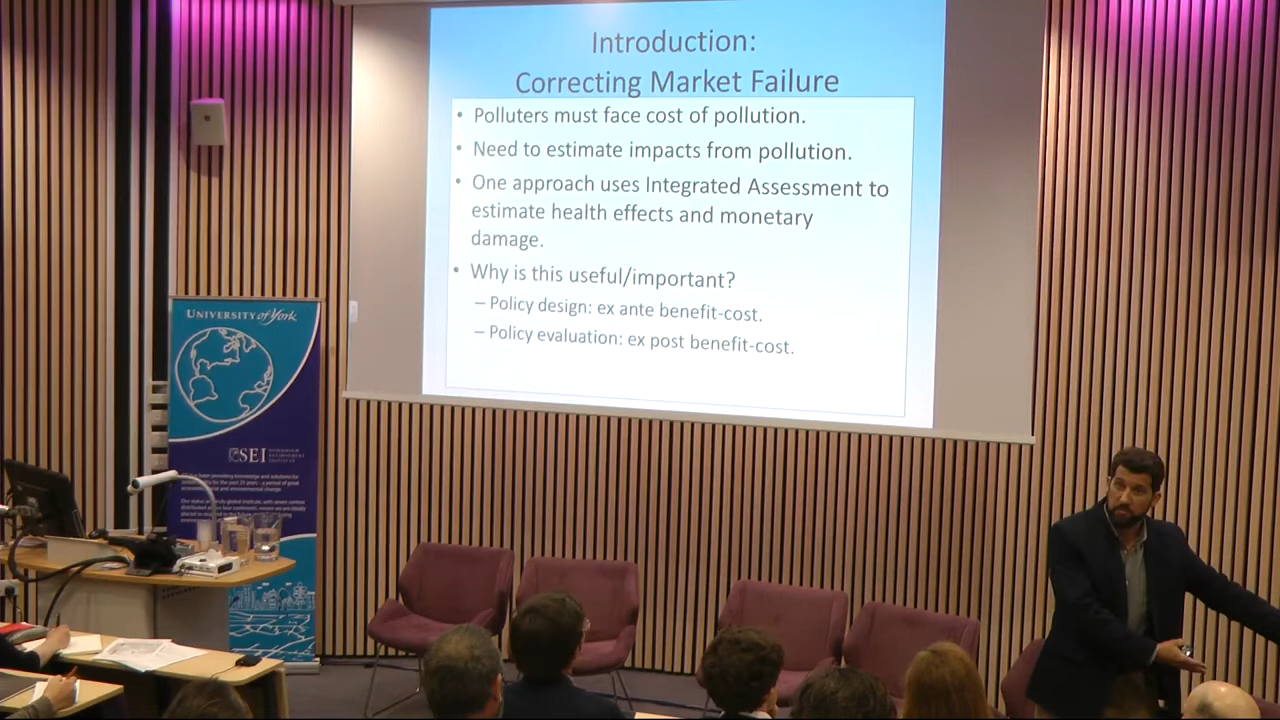 Introduction:
Correcting Market Failure
• Polluters must face cost of pollution.
• Need to estimate impacts from pollution.
• One approach uses Integrated Assessment to
estimate health effects and monetary
damage.
• Why is this useful/important?
– Policy design: ex ante benefit-cost.
– Policy evaluation: ex post benefit-cost.
UNIVERSITY of York
SEI